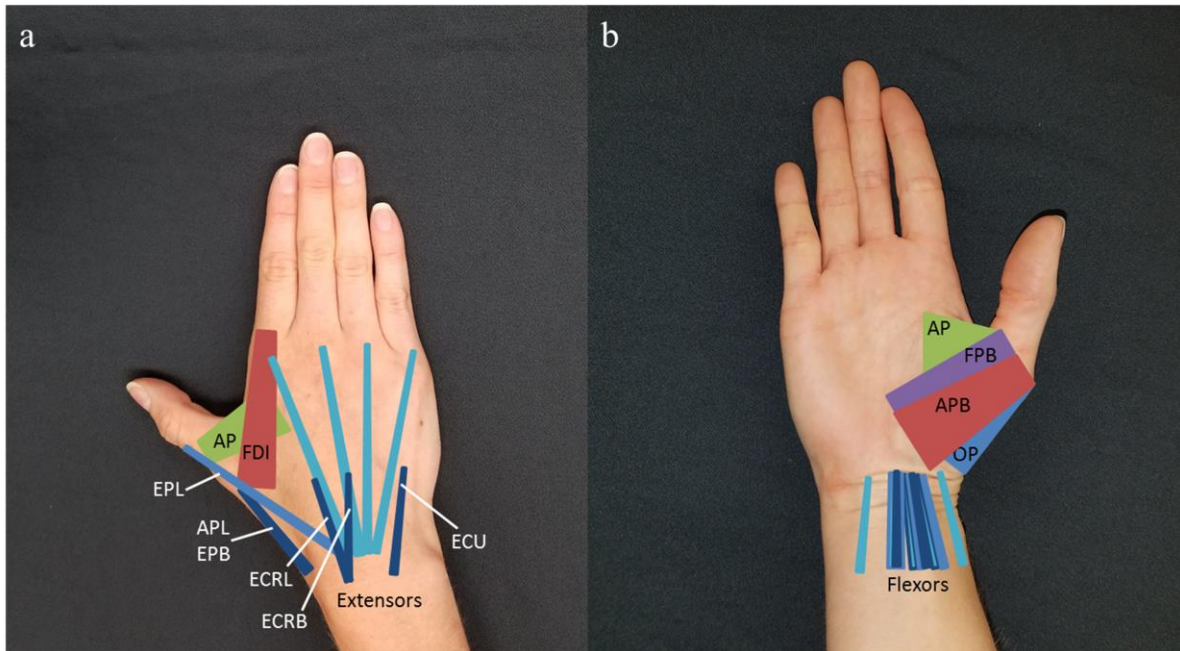 a
AP
FDI
EPL
APL
EPB
ECRL
ECRB
ECU
Extensors
b
AP
FPB
APB
OP
Flexors